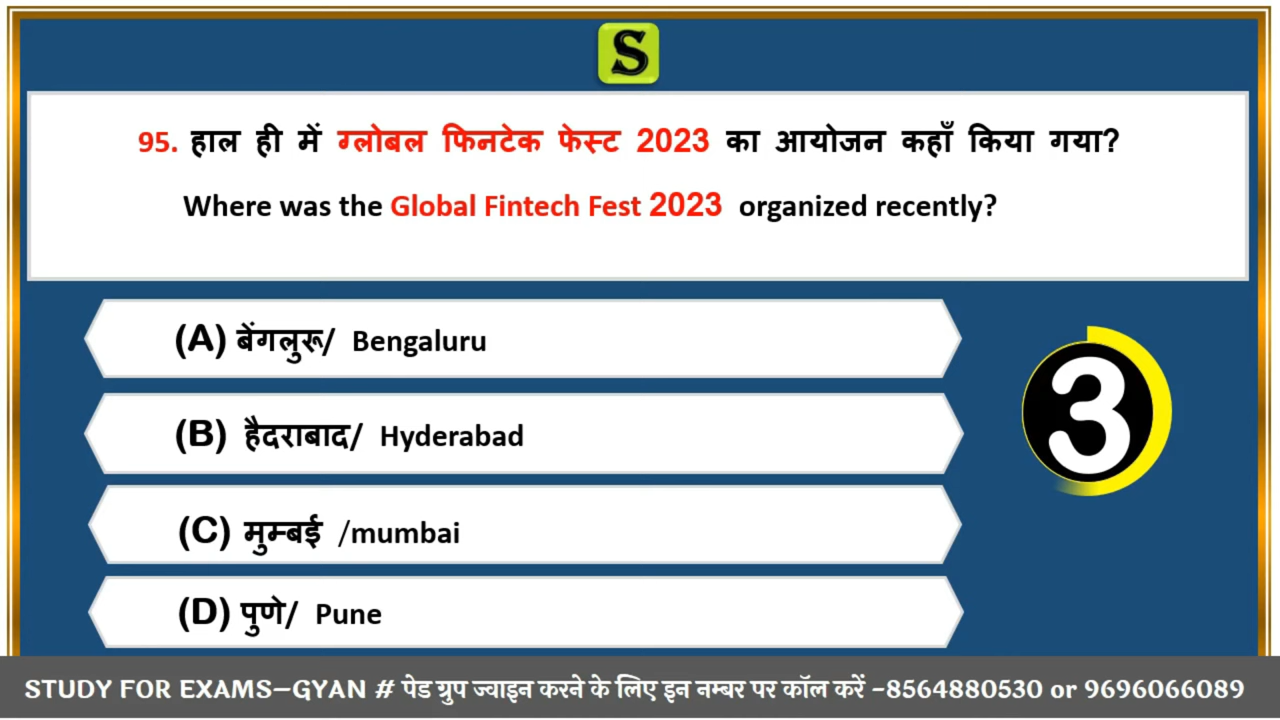 S
95. हाल ही में ग्लोबल फिनटेक फेस्ट 2023 का आयोजन कहाँ किया गया?
Where was the Global Fintech Fest 2023 organized recently?
(A) बेंगलुरू/ Bengaluru
(B) हैदराबाद/ Hyderabad
3
(C) मुम्बई /mumbai
(D) पुणे/ Pune
STUDY FOR EXAMS–GYAN # पेड ग्रुप ज्वाइन करने के लिए इन नम्बर पर कॉल करें -8564880530 or 9696066089